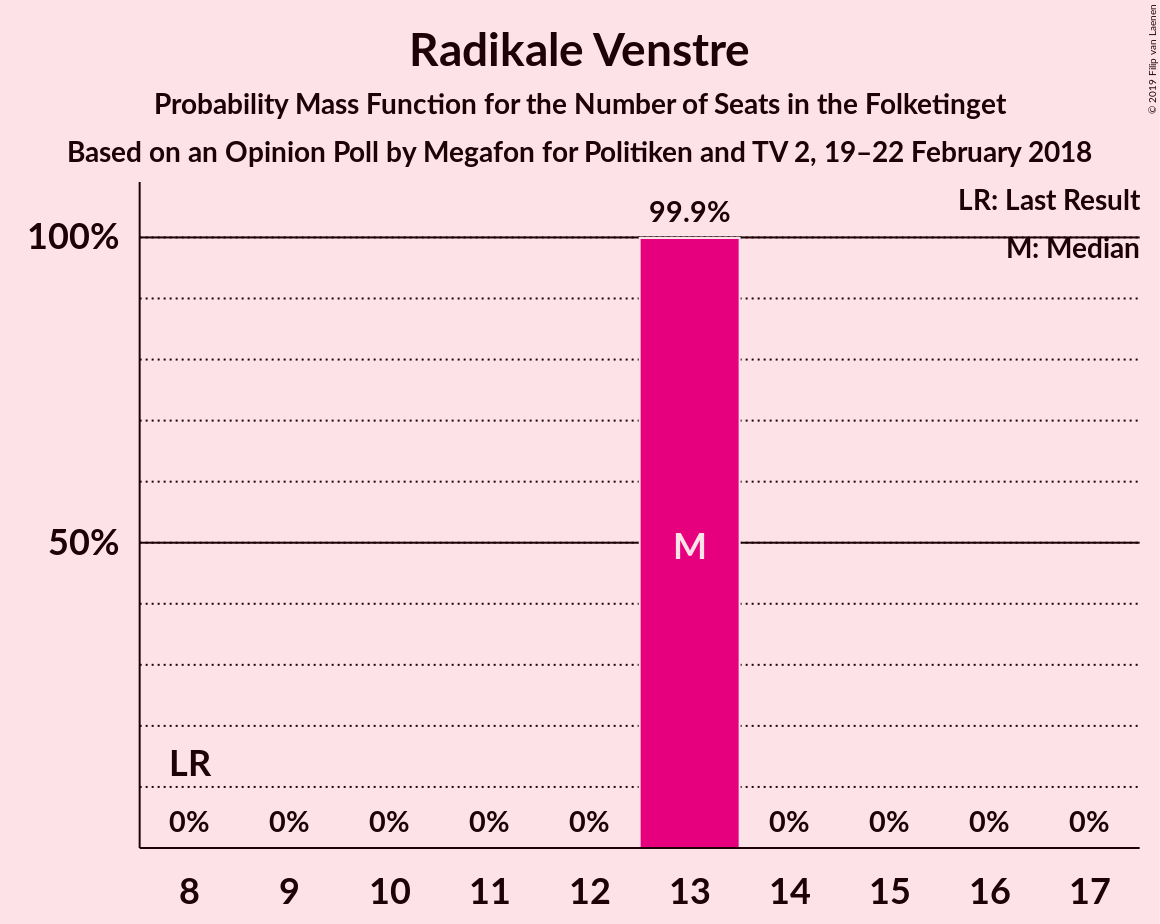 Radikale Venstre
Probability Mass Function for the Number of Seats in the Folketinget
Based on an Opinion Poll by Megafon for Politiken and TV 2, 19–22 February 2018
© 2019 Filip van Laenen
LR: Last Result
M: Median
99.9%
100%
50%
M
LR
0% 0% 0% 0% 0% 0% 0% 0% 0%
8 9 10 11 12 13 14 15 16 17